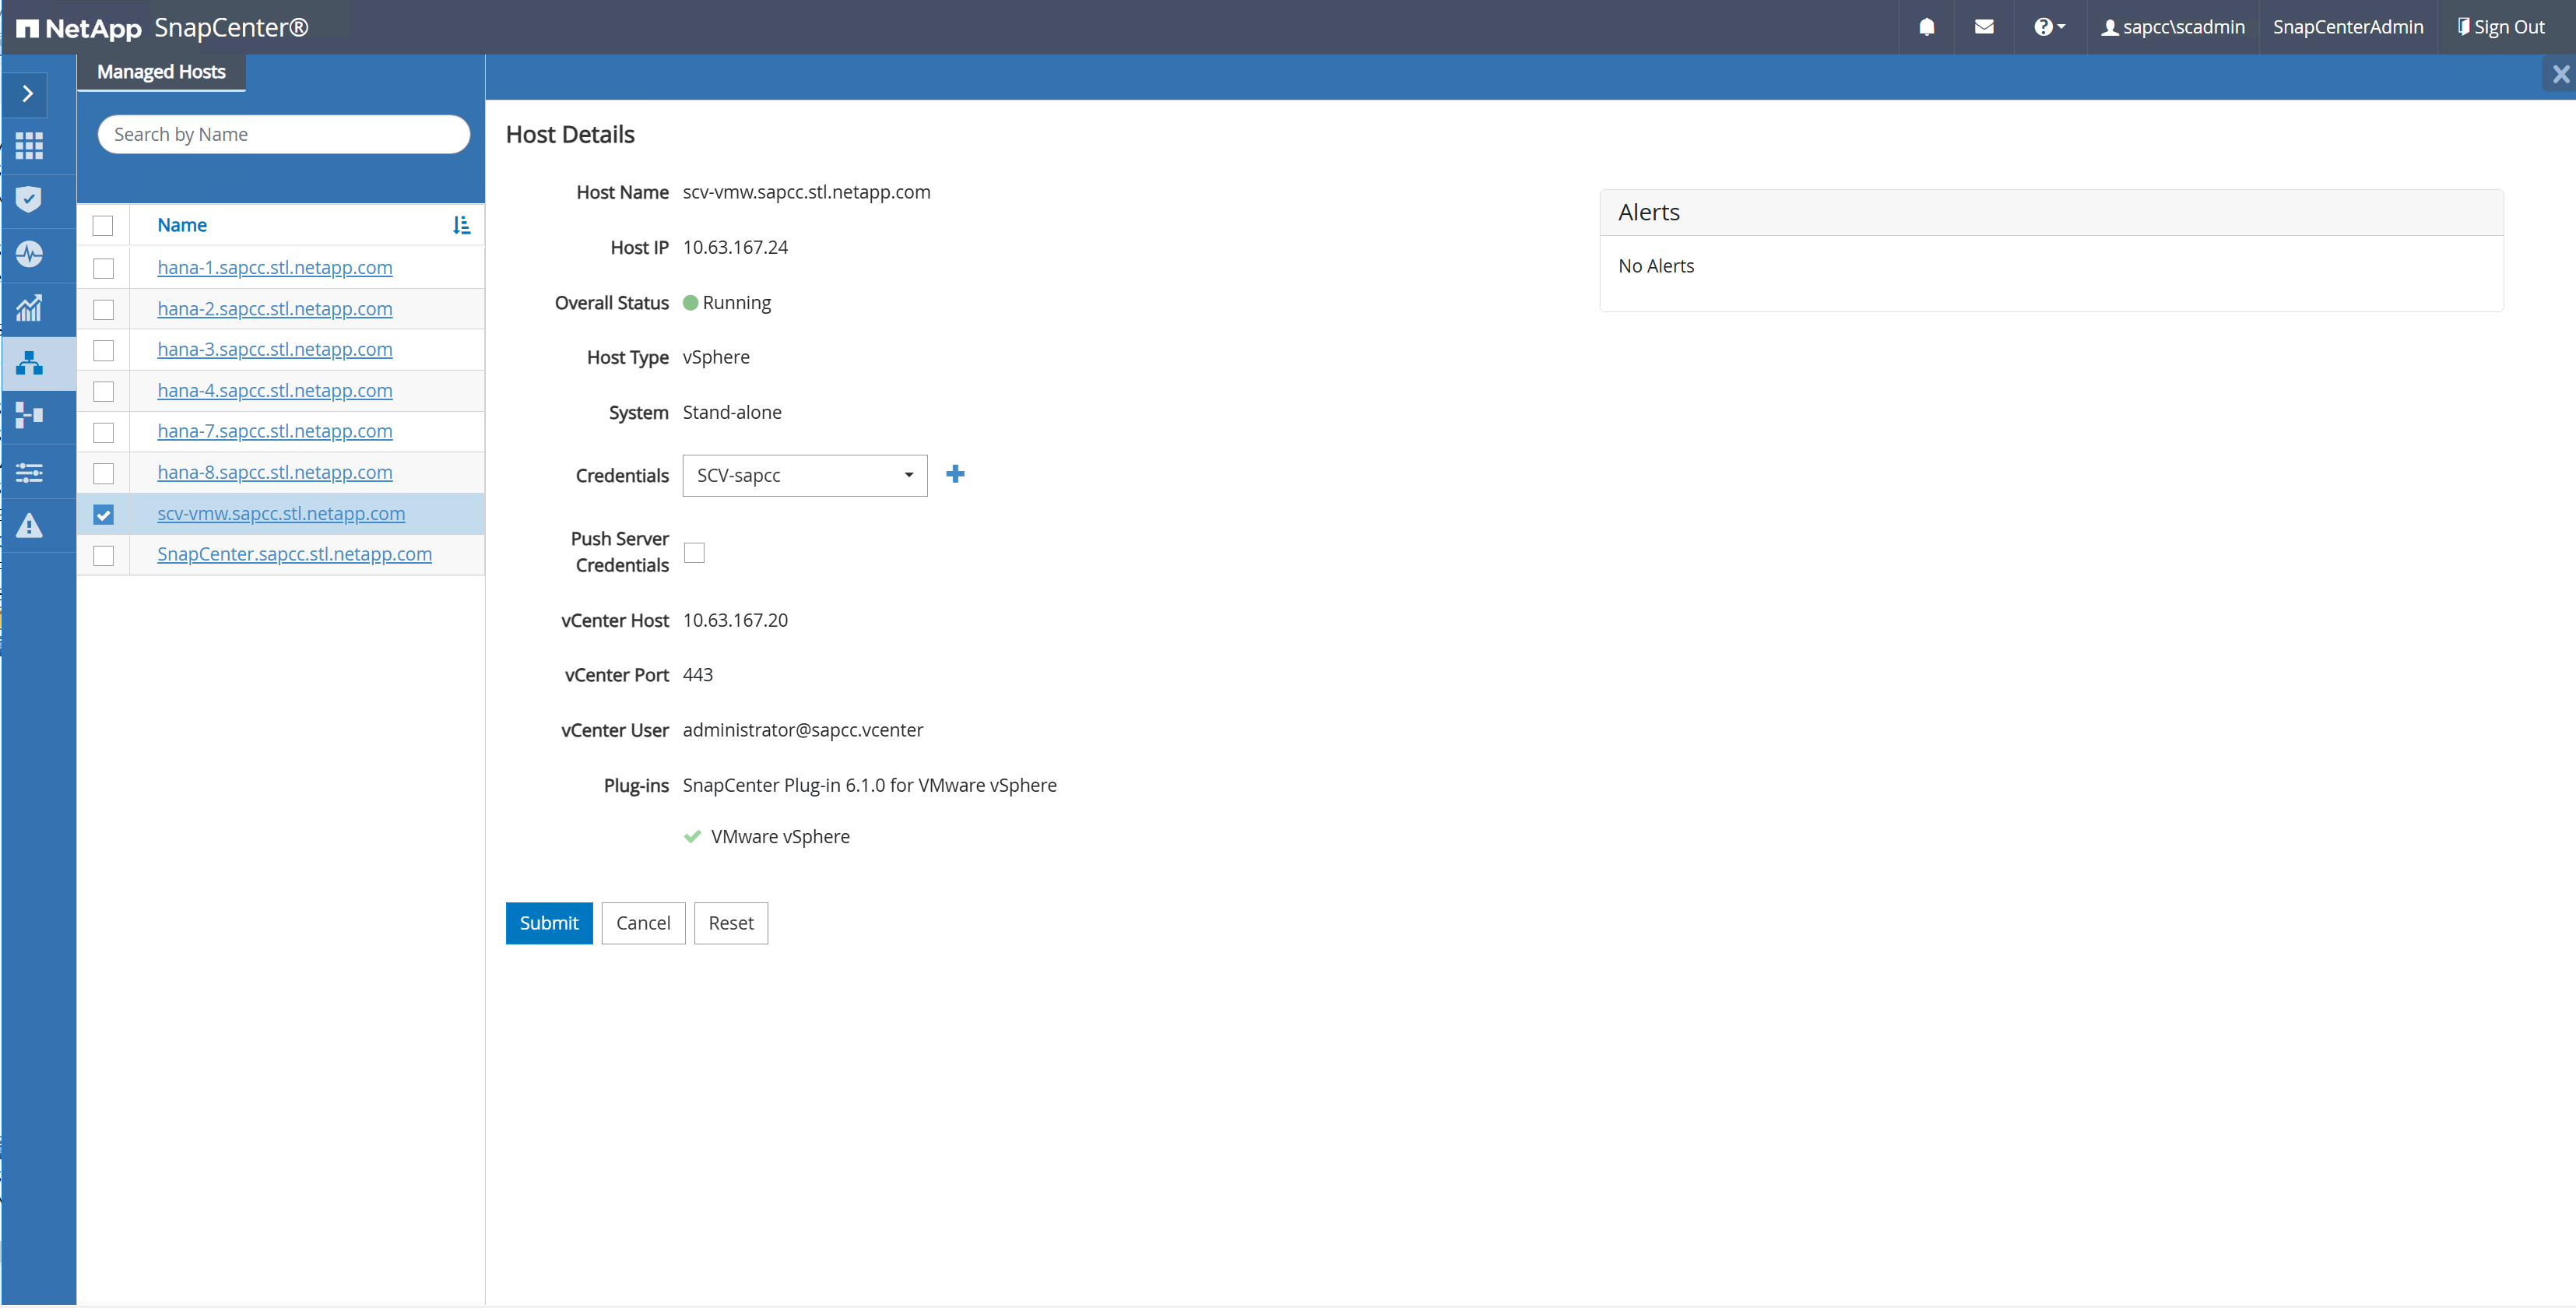 NetApp SnapCenter®
sapcc\scadmin SnapCenterAdmin Sign Out
Managed Hosts
Search by Name
Name
hana-1.sapcc.stl.netapp.com
hana-2.sapcc.stl.netapp.com
hana-3.sapcc.stl.netapp.com
hana-4.sapcc.stl.netapp.com
hana-7.sapcc.stl.netapp.com
hana-8.sapcc.stl.netapp.com
scv-vmw.sapcc.stl.netapp.com
SnapCenter.sapcc.stl.netapp.com
Host Details
Host Name scv-vmw.sapcc.stl.netapp.com
Host IP 10.63.167.24
Overall Status Running
Host Type vSphere
System Stand-alone
Credentials SCV-sapcc
Push Server
Credentials
vCenter Host 10.63.167.20
vCenter Port 443
vCenter User administrator@sapcc.vcenter
Plug-ins SnapCenter Plug-in 6.1.0 for VMware vSphere
VMware vSphere
Submit Cancel Reset
Alerts
No Alerts